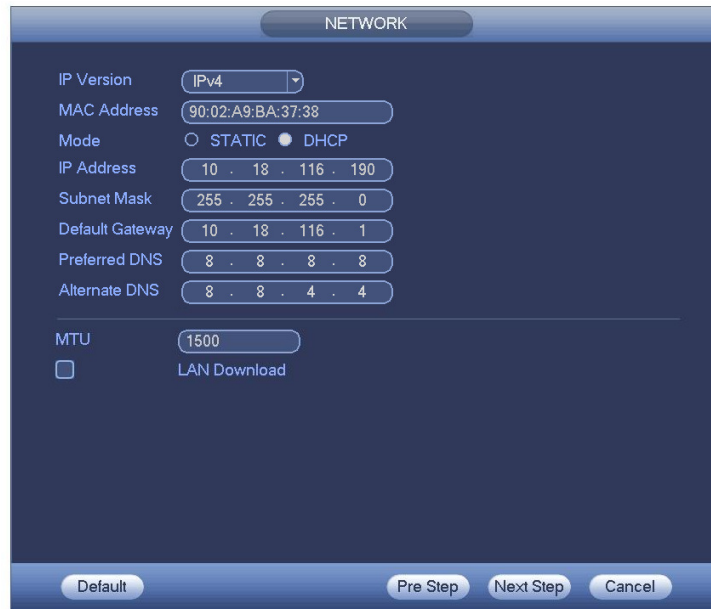 NETWORK
IP Version IPv4
MAC Address 90:02:A9:BA:37:38
Mode STATIC DHCP
IP Address 10 . 18 . 116 . 190
Subnet Mask 255 . 255 . 255 . 0
Default Gateway 10 . 18 . 116 . 1
Preferred DNS 8 . 8 . 8 . 8
Alternate DNS 8 . 8 . 4 . 4
MTU 1500
LAN Download
Default Pre Step Next Step Cancel